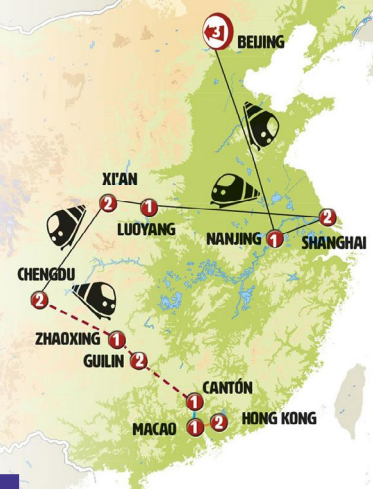 3
BEIJING
XI'AN
2
1
LUOYANG
2
NANJING
1
SHANGHAI
CHENGDU
2
ZHAOXING
1
GUILIN
2
CANTÓN
1
MACAO
1
2
HONG KONG